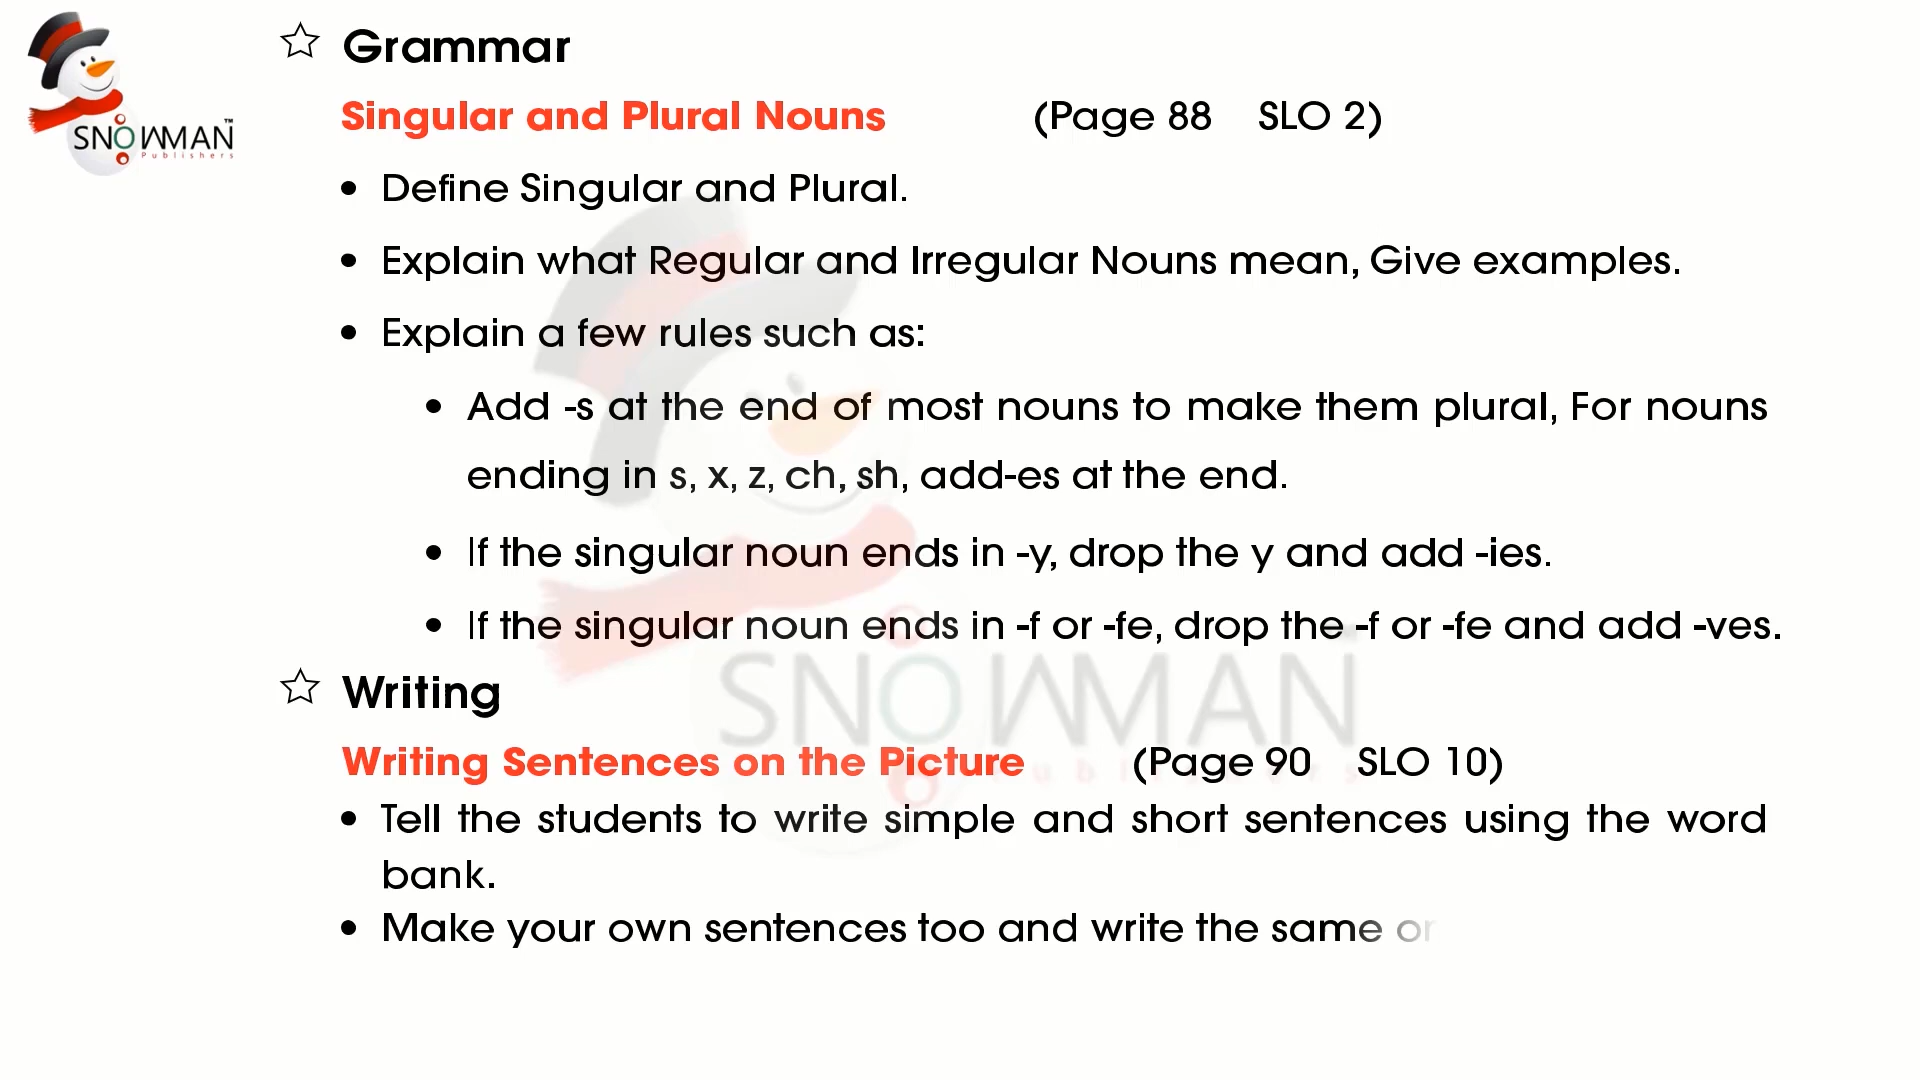 SNOWMAN™
Publishers
Grammar
Singular and Plural Nouns (Page 88 SLO 2)
• Define Singular and Plural.
• Explain what Regular and Irregular Nouns mean, Give examples.
• Explain a few rules such as:
• Add -s at the end of most nouns to make them plural, For nouns
ending in s, x, z, ch, sh, add-es at the end.
• If the singular noun ends in -y, drop the y and add -ies.
• If the singular noun ends in -f or -fe, drop the -f or -fe and add -ves.
Writing
Writing Sentences on the Picture (Page 90 SLO 10)
• Tell the students to write simple and short sentences using the word
bank.
• Make your own sentences too and write the same
SNOWMAN
Publishers